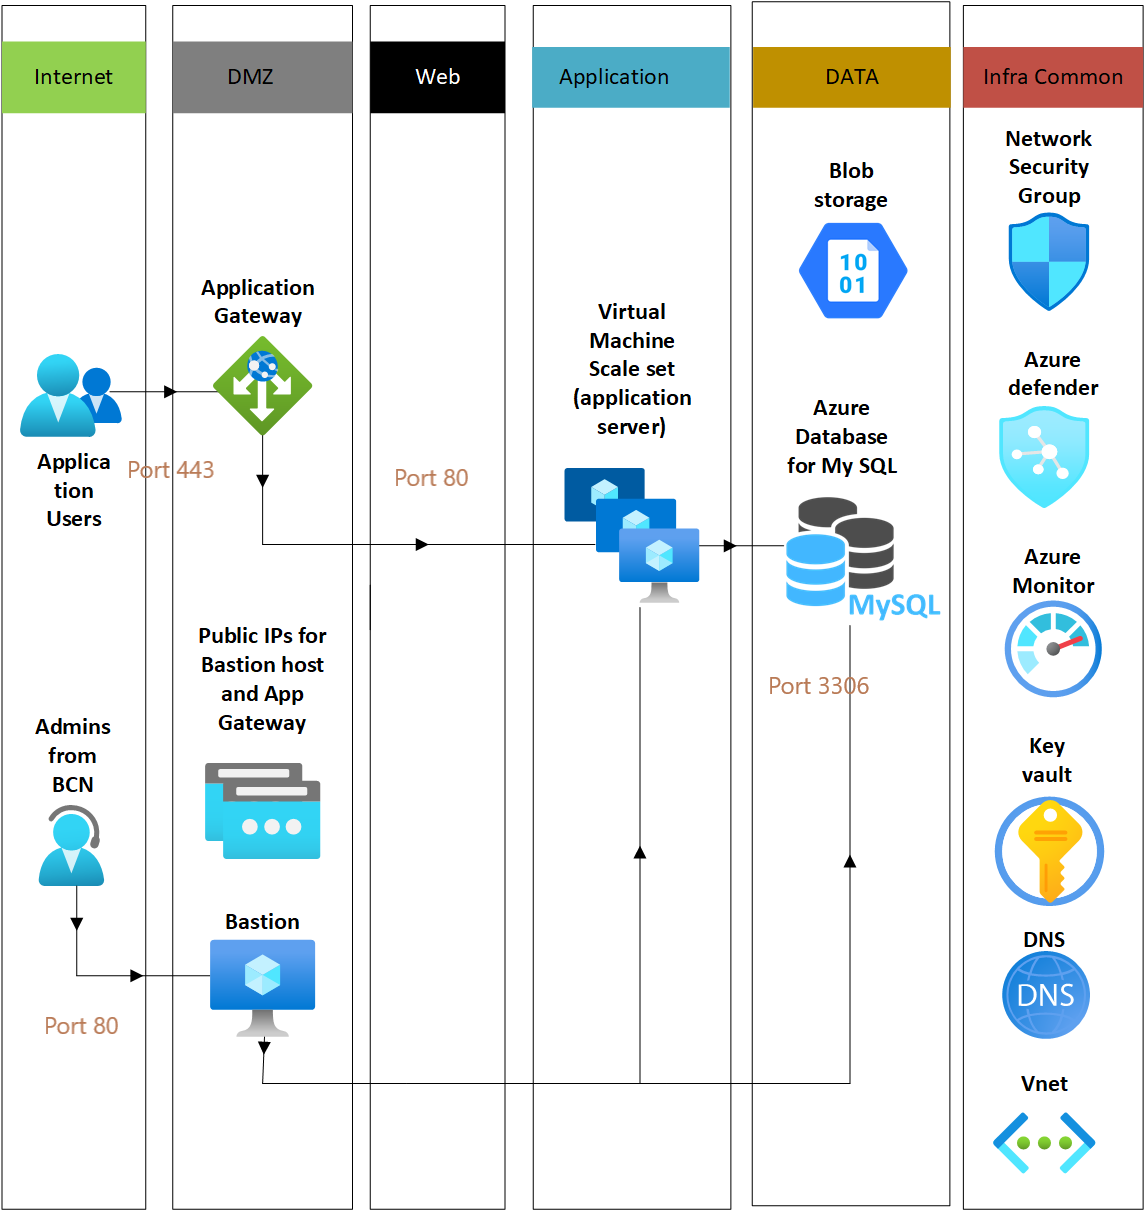 Internet
DMZ
Web
Application
DATA
Infra Common
Application
Gateway
Applica
tion
Users
Port 443
Port 80
Public IPs for
Bastion host
and App
Gateway
Admins
from
BCN
Bastion
Port 80
Virtual
Machine
Scale set
(application
server)
Blob
storage
10
01
Azure
Database
for My SQL
MySQL
Port 3306
Network
Security
Group
Azure
defender
Azure
Monitor
Key
vault
DNS
DNS
Vnet